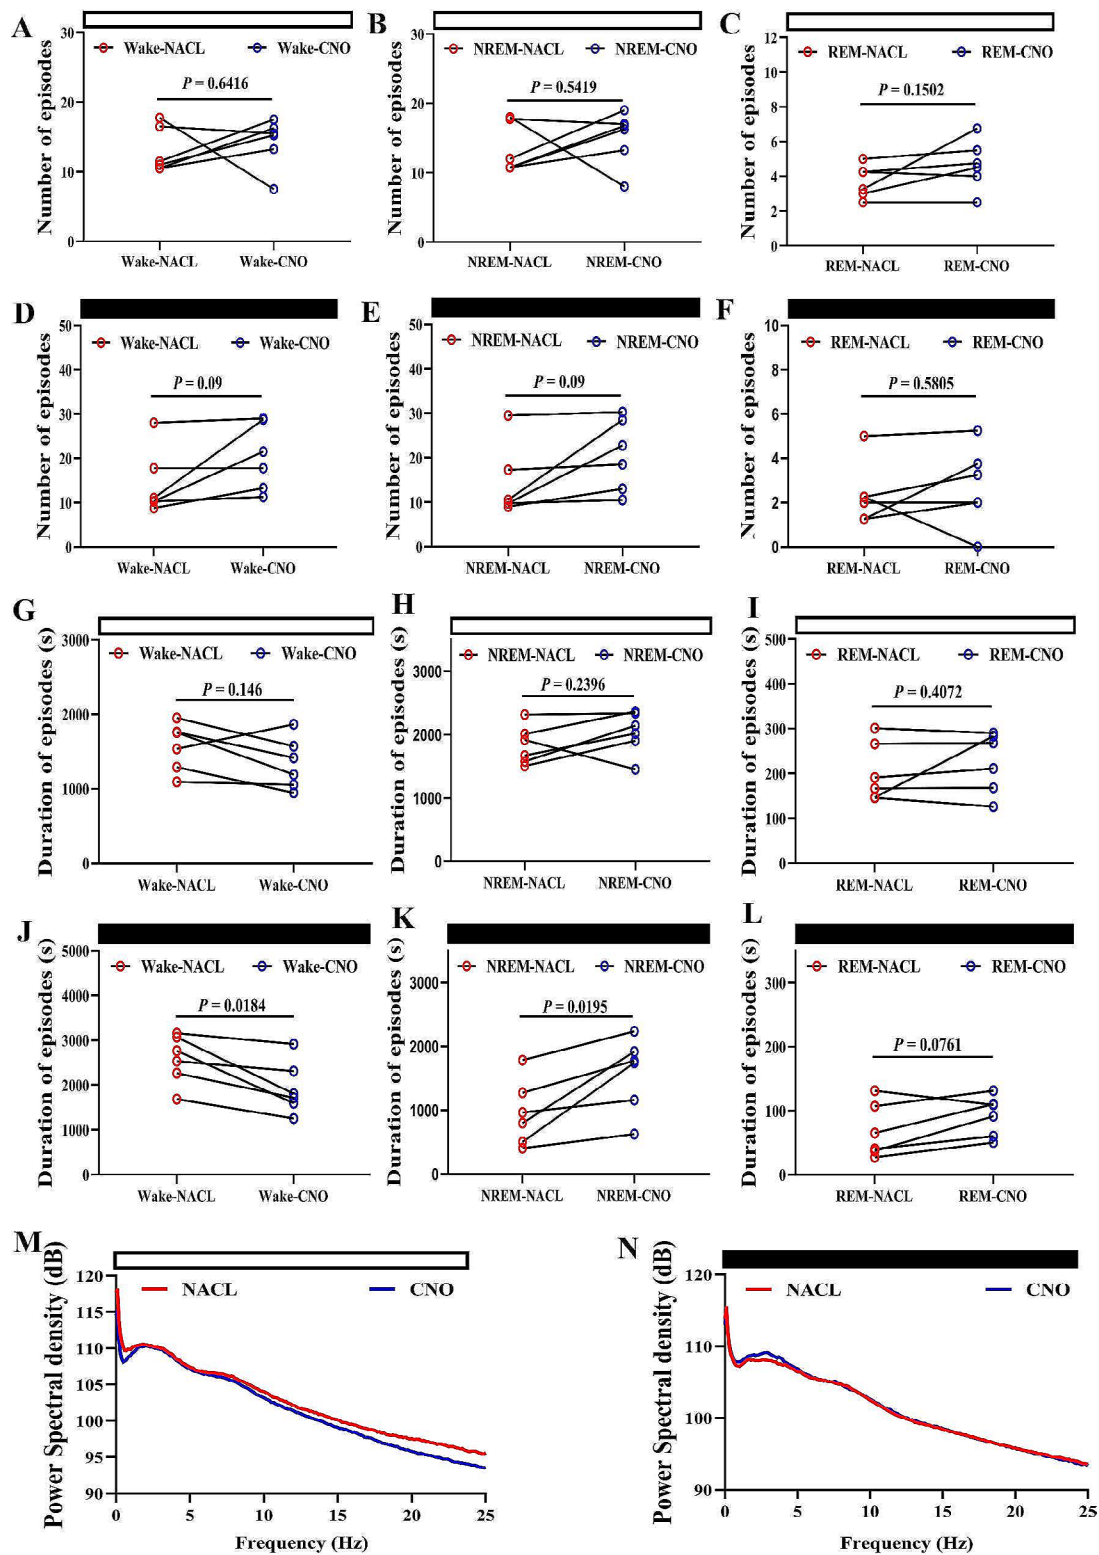 A
Wake-NACL Wake-CNO
P = 0.6416
Number of episodes
30
20
10
0
Wake-NACL Wake-CNO
B
NREM-NACL NREM-CNO
P = 0.5419
Number of episodes
30
20
10
0
NREM-NACL NREM-CNO
C
REM-NACL REM-CNO
P = 0.1502
Number of episodes
12
10
8
6
4
2
0
REM-NACL REM-CNO
D
Wake-NACL Wake-CNO
P = 0.09
Number of episodes
50
40
30
20
10
0
Wake-NACL Wake-CNO
E
NREM-NACL NREM-CNO
P = 0.09
Number of episodes
50
40
30
20
10
0
NREM-NACL NREM-CNO
F
REM-NACL REM-CNO
P = 0.5805
Number of episodes
10
8
6
4
2
0
REM-NACL REM-CNO
G
Wake-NACL Wake-CNO
P = 0.146
Duration of episodes (s)
3000
2000
1000
0
Wake-NACL Wake-CNO
H
NREM-NACL NREM-CNO
P = 0.2396
Duration of episodes (s)
3000
2000
1000
0
NREM-NACL NREM-CNO
I
REM-NACL REM-CNO
P = 0.4072
Duration of episodes (s)
500
400
300
200
100
0
REM-NACL REM-CNO
J
Wake-NACL Wake-CNO
P = 0.0184
Duration of episodes (s)
5000
4000
3000
2000
1000
0
Wake-NACL Wake-CNO
K
NREM-NACL NREM-CNO
P = 0.0195
Duration of episodes (s)
3000
2000
1000
0
NREM-NACL NREM-CNO
L
REM-NACL REM-CNO
P = 0.0761
Duration of episodes (s)
300
200
100
0
REM-NACL REM-CNO
M
NACL CNO
Power Spectral density (dB)
120
115
110
105
100
95
90
0 5 10 15 20 25
Frequency (Hz)
N
NACL CNO
Power Spectral density (dB)
120
110
100
90
0 5 10 15 20 25
Frequency (Hz)